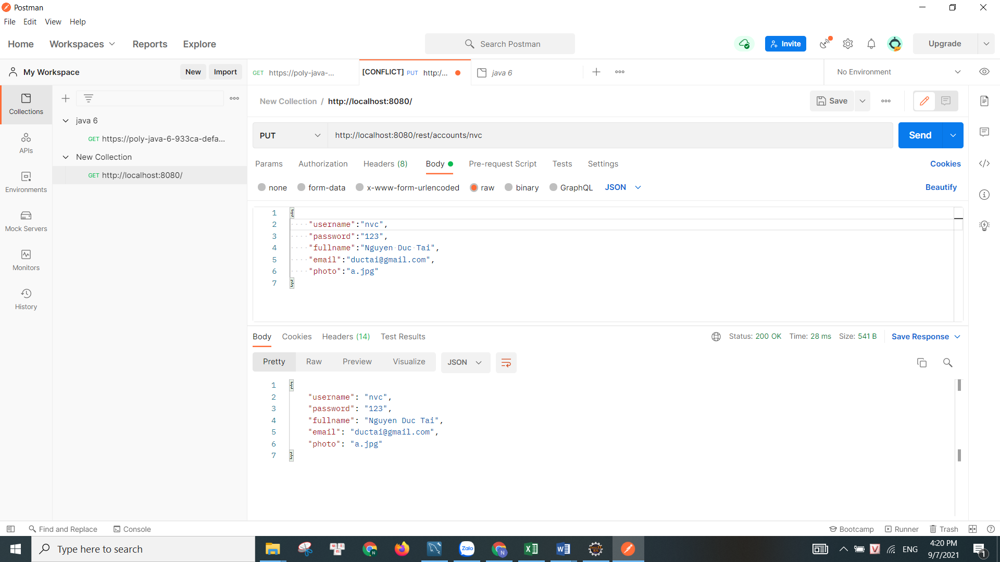 Postman
File Edit View Help
Home Workspaces Reports Explore Search Postman Invite Upgrade
My Workspace New Import GET https://poly-java-... [CONFLICT] PUT http:/... java 6 No Environment
New Collection / http://localhost:8080/ Save
Collections
APIs
Environments
Mock Servers
Monitors
History
java 6
GET https://poly-java-6-933ca-defa...
New Collection
GET http://localhost:8080/
PUT http://localhost:8080/rest/accounts/nvc Send
Params Authorization Headers (8) Body Pre-request Script Tests Settings Cookies
none form-data x-www-form-urlencoded raw binary GraphQL JSON Beautify
1 {
2 "username":"nvc",
3 "password":"123",
4 "fullname":"Nguyen Duc Tai",
5 "email":"ductai@gmail.com",
6 "photo":"a.jpg"
7 }
Body Cookies Headers (14) Test Results Status: 200 OK Time: 28 ms Size: 541 B Save Response
Pretty Raw Preview Visualize JSON
1 {
2 "username": "nvc",
3 "password": "123",
4 "fullname": "Nguyen Duc Tai",
5 "email": "ductai@gmail.com",
6 "photo": "a.jpg"
7 }
Find and Replace Console Bootcamp Runner Trash
Type here to search Zalo ENG 4:20 PM
9/7/2021 1